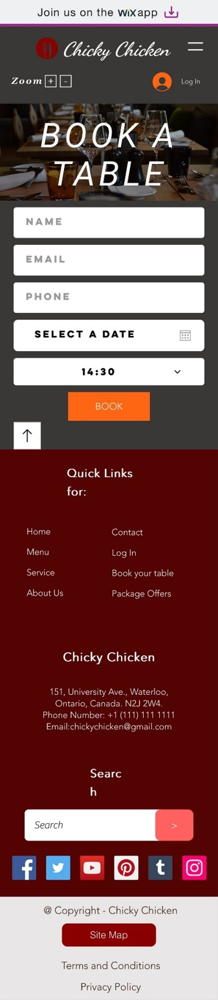 Join us on the WiX app
Chicky Chicken
Zoom + -
Log In
BOOK A
TABLE
NAME
EMAIL
PHONE
SELECT A DATE
14:30
BOOK
Quick Links
for:
Home
Contact
Menu
Log In
Service
Book your table
About Us
Package Offers
Chicky Chicken
151, University Ave., Waterloo,
Ontario, Canada. N2J 2W4.
Phone Number: +1 (111) 111 1111
Email:chickychicken@gmail.com
Searc
h
Search >
@ Copyright - Chicky Chicken
Site Map
Terms and Conditions
Privacy Policy